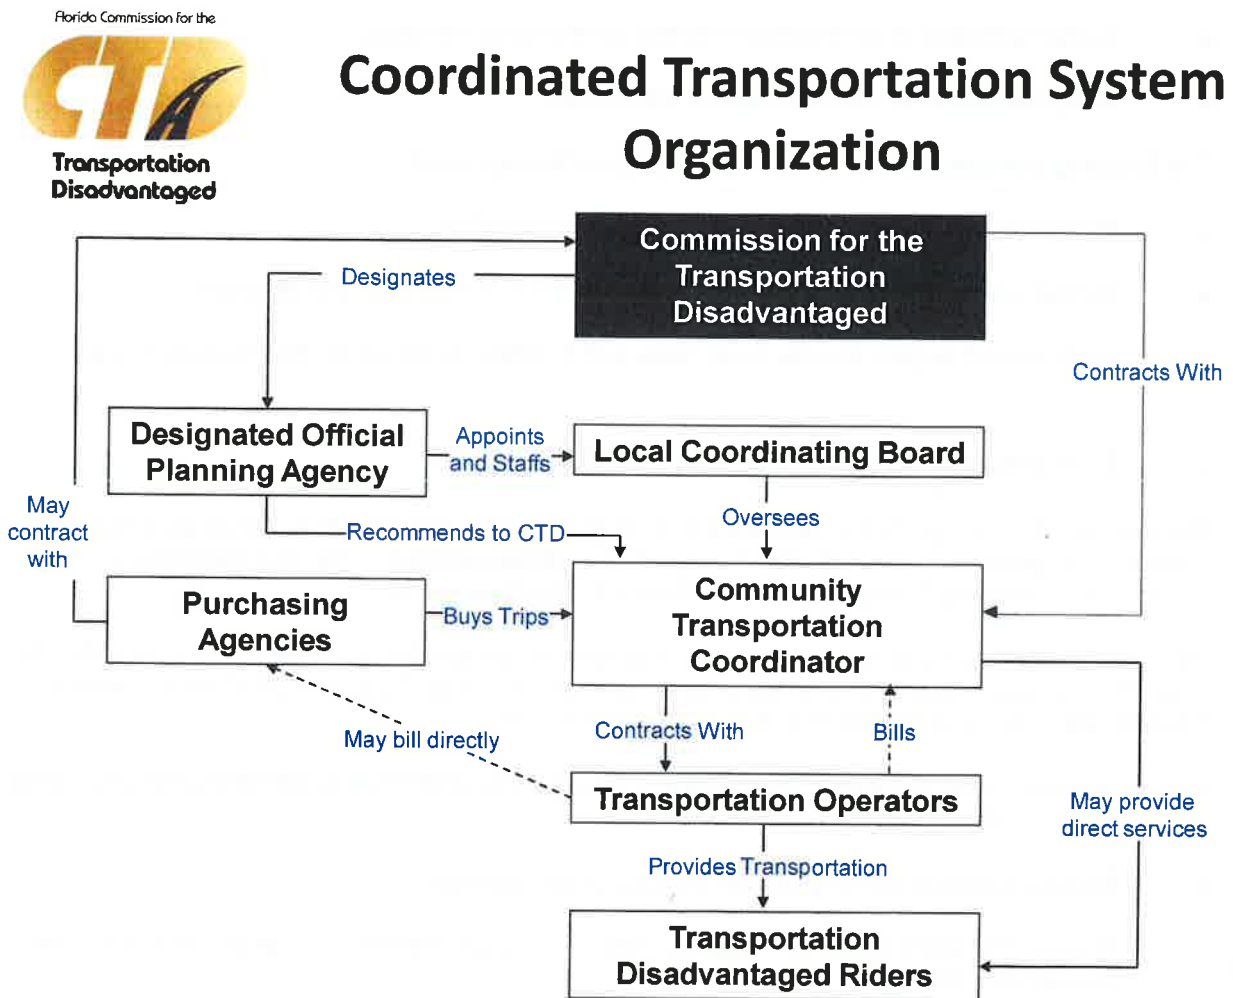 Florida Commission for the
CTD
Transportation
Disadvantaged
Coordinated Transportation System
Organization
Commission for the
Transportation
Disadvantaged
Designates
Contracts With
Designated Official
Planning Agency
Appoints
and Staffs
Local Coordinating Board
May
contract
with
Recommends to CTD
Oversees
Purchasing
Agencies
Buys Trips
Community
Transportation
Coordinator
May bill directly
Contracts With
Bills
Transportation Operators
May provide
direct services
Provides Transportation
Transportation
Disadvantaged Riders